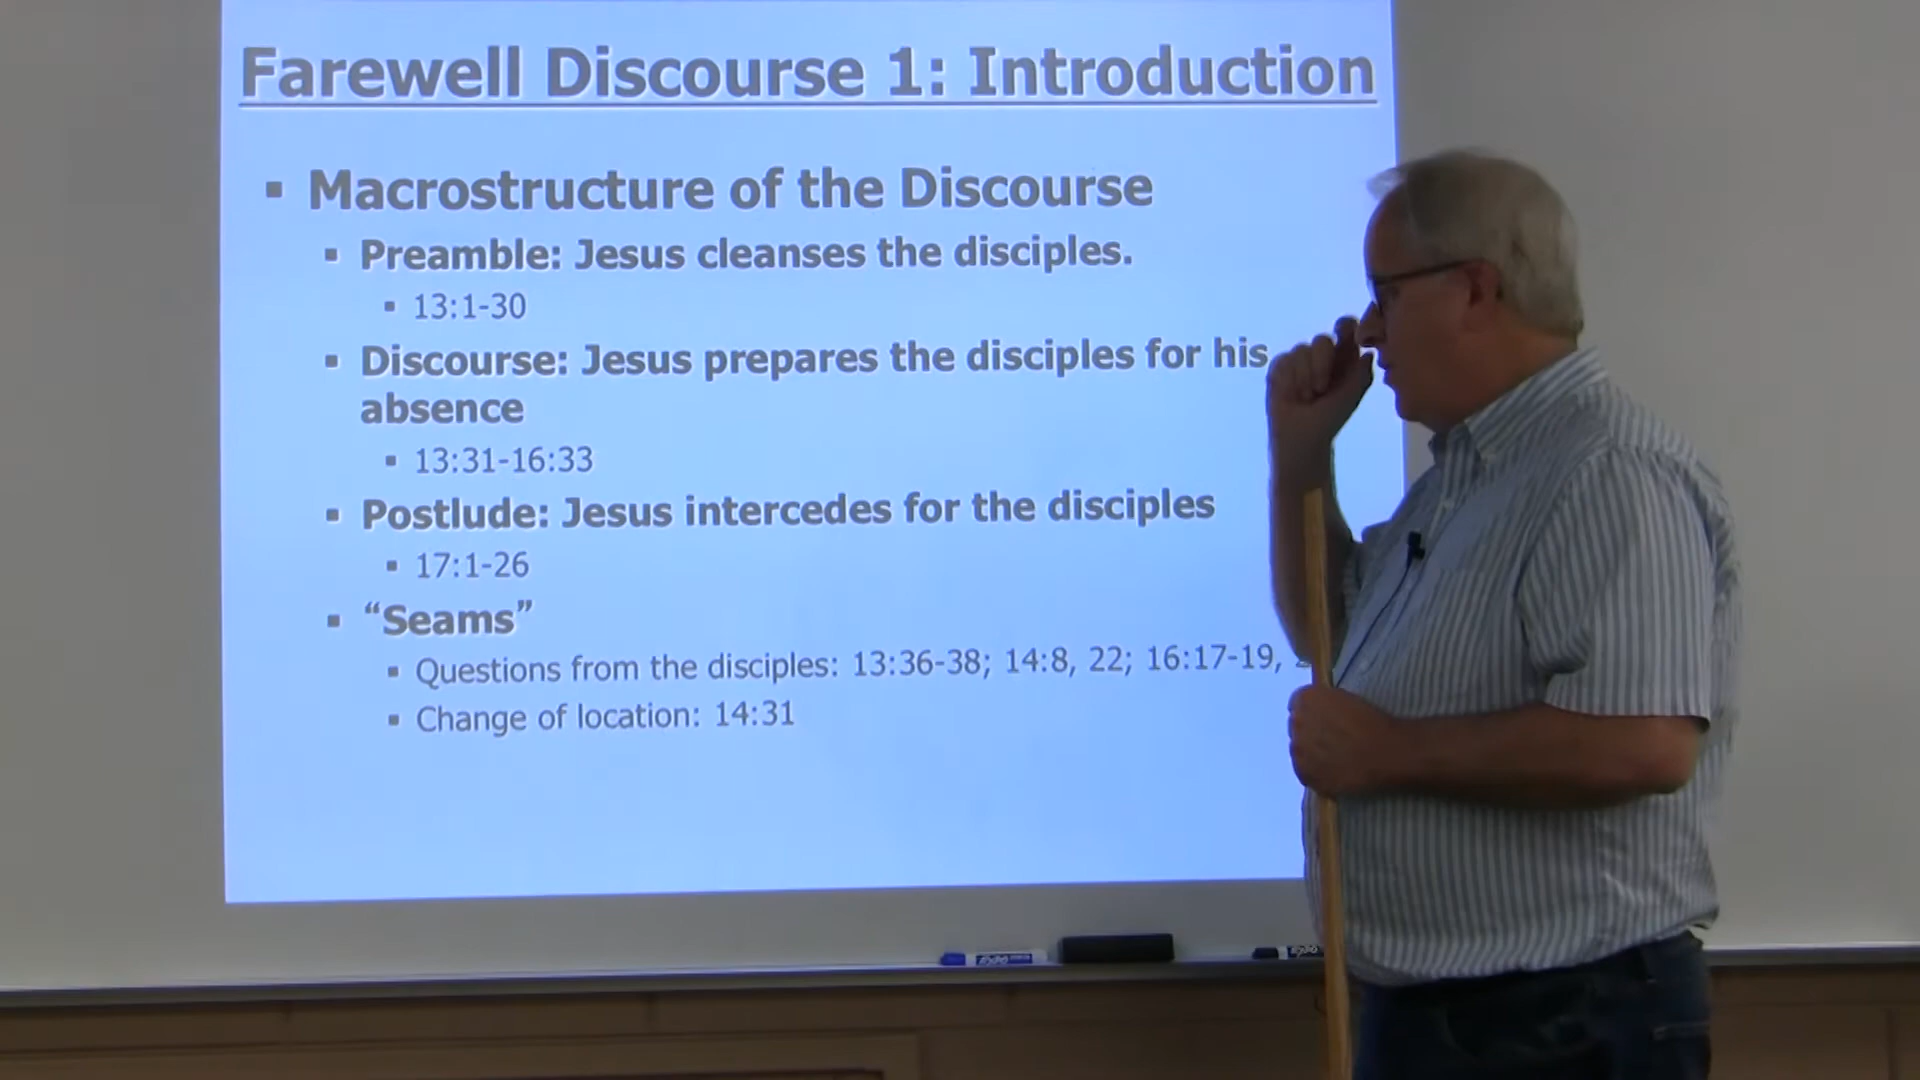 Farewell Discourse 1: Introduction
▪ Macrostructure of the Discourse
▪ Preamble: Jesus cleanses the disciples.
▪ 13:1-30
▪ Discourse: Jesus prepares the disciples for his
absence
▪ 13:31-16:33
▪ Postlude: Jesus intercedes for the disciples
▪ 17:1-26
▪ “Seams”
▪ Questions from the disciples: 13:36-38; 14:8, 22; 16:17-19,
▪ Change of location: 14:31
EXPO